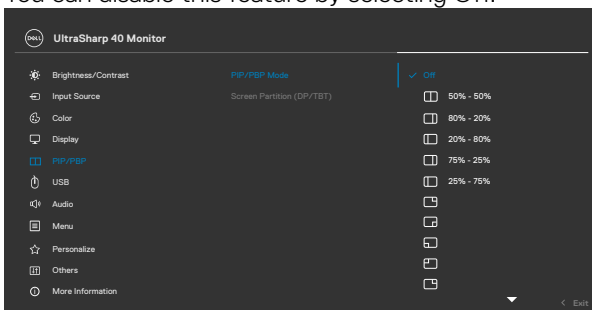 You can disable this feature by selecting Off.
DELL UltraSharp 40 Monitor
Brightness/Contrast PIP/PBP Mode Off
Input Source Screen Partition (DP/TBT) 50% - 50%
Color 80% - 20%
Display 20% - 80%
PIP/PBP 75% - 25%
USB 25% - 75%
Audio
Menu
Personalize
Others
More Information
Exit